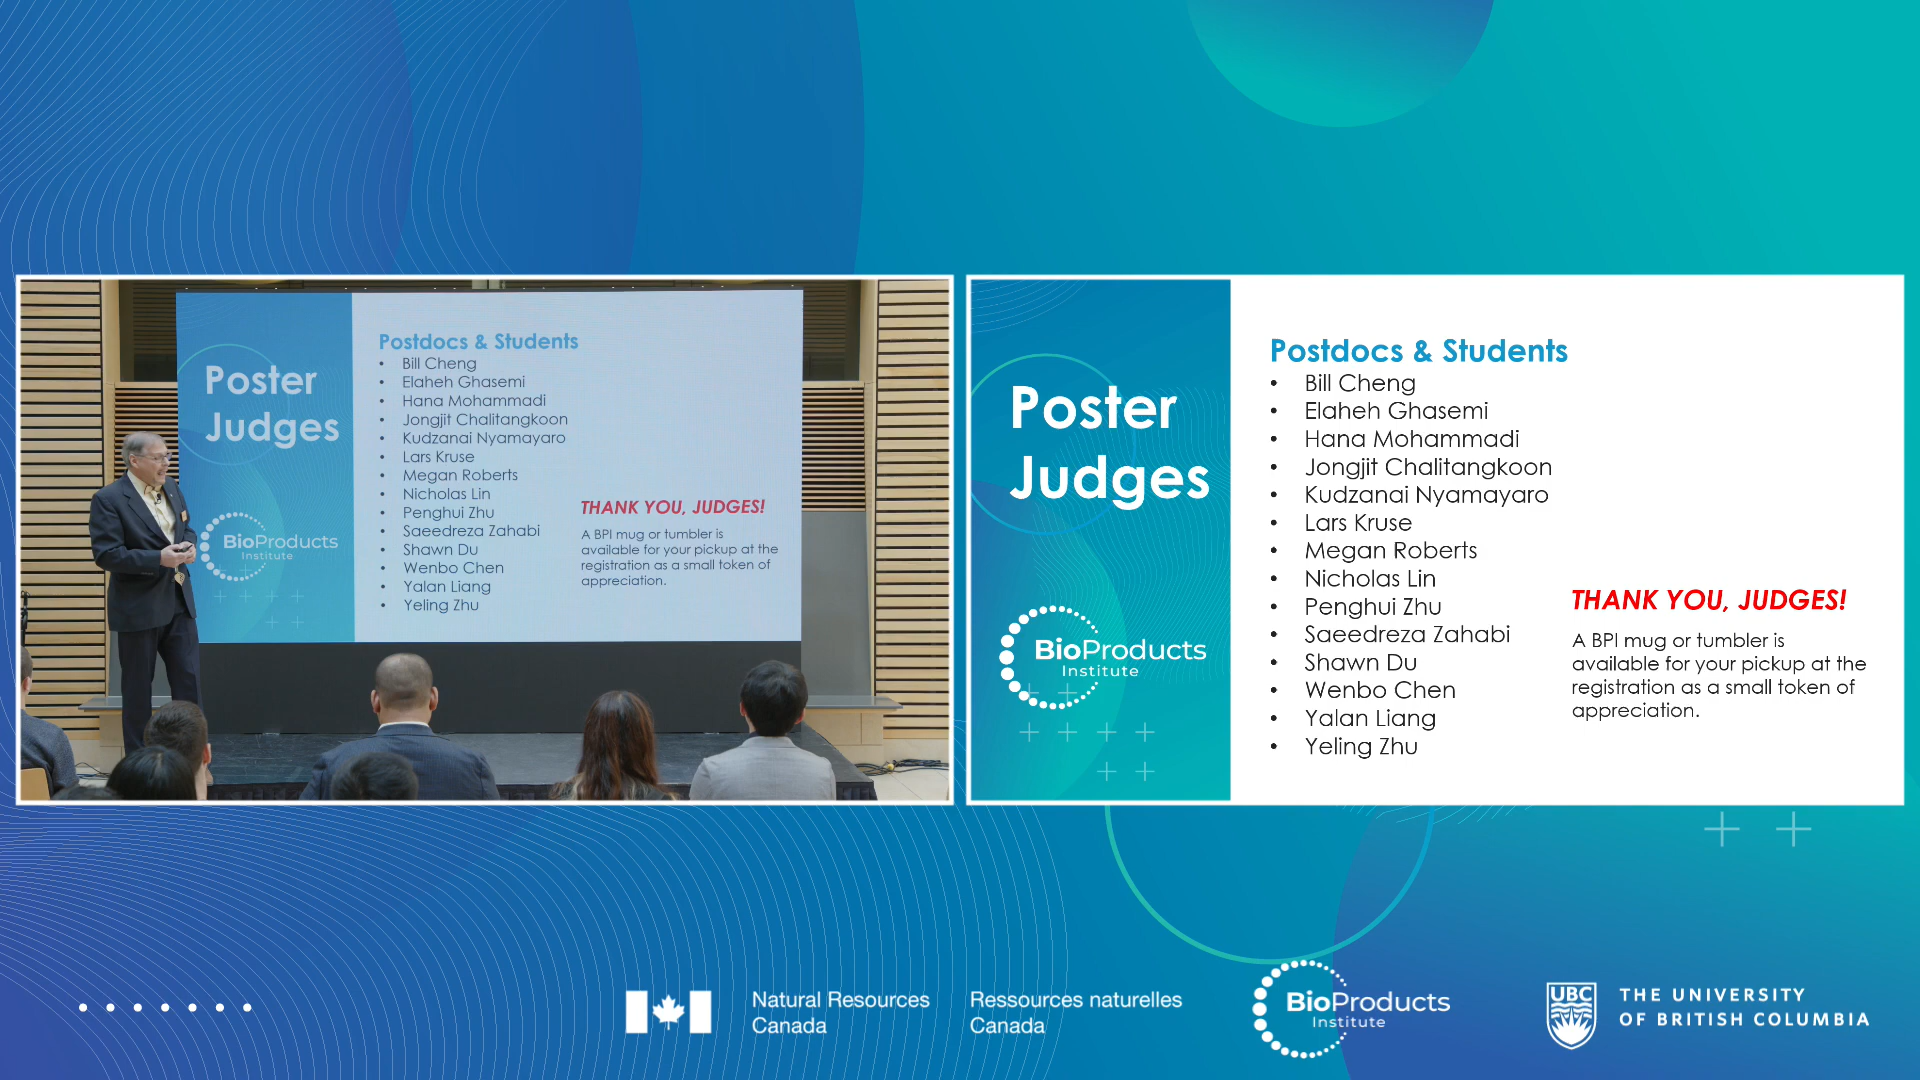 Poster
Judges
BioProducts
Institute
Postdocs & Students
• Bill Cheng
• Elaheh Ghasemi
• Hana Mohammadi
• Jongjit Chalitangkoon
• Kudzanai Nyamayaro
• Lars Kruse
• Megan Roberts
• Nicholas Lin
• Penghui Zhu
• Saeedreza Zahabi
• Shawn Du
• Wenbo Chen
• Yalan Liang
• Yeling Zhu
THANK YOU, JUDGES!
A BPI mug or tumbler is
available for your pickup at the
registration as a small token of
appreciation.
Poster
Judges
BioProducts
Institute
Postdocs & Students
• Bill Cheng
• Elaheh Ghasemi
• Hana Mohammadi
• Jongjit Chalitangkoon
• Kudzanai Nyamayaro
• Lars Kruse
• Megan Roberts
• Nicholas Lin
• Penghui Zhu
• Saeedreza Zahabi
• Shawn Du
• Wenbo Chen
• Yalan Liang
• Yeling Zhu
THANK YOU, JUDGES!
A BPI mug or tumbler is
available for your pickup at the
registration as a small token of
appreciation.
Natural Resources
Canada
Ressources naturelles
Canada
BioProducts
Institute
UBC
THE UNIVERSITY
OF BRITISH COLUMBIA